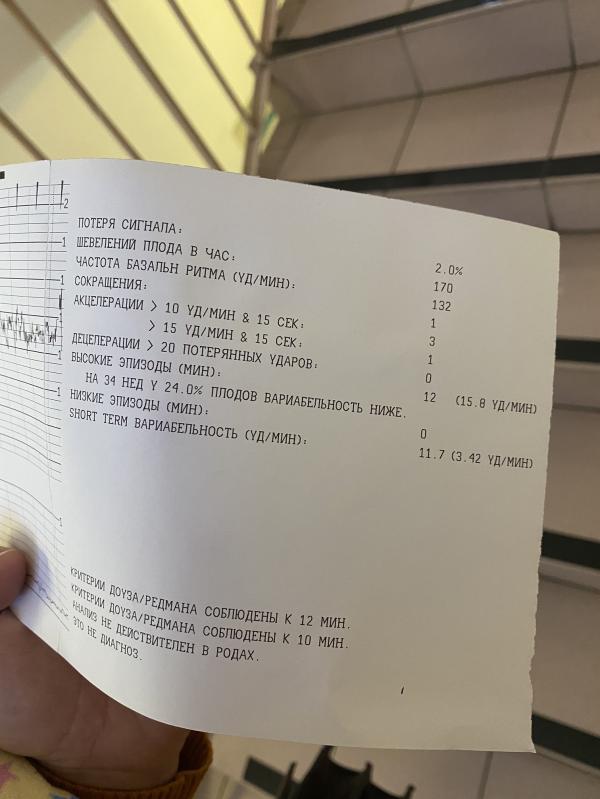 ПОТЕРЯ СИГНАЛА: 2.0%
ШЕВЕЛЕНИЙ ПЛОДА В ЧАС: 170
ЧАСТОТА БАЗАЛЬН РИТМА (УД/МИН): 132
СОКРАЩЕНИЯ: 1
АКЦЕЛЕРАЦИИ > 10 УД/МИН & 15 СЕК: 3
> 15 УД/МИН & 15 СЕК: 1
ДЕЦЕЛЕРАЦИИ > 20 ПОТЕРЯННЫХ УДАРОВ: 0
ВЫСОКИЕ ЭПИЗОДЫ (МИН): 12 (15.8 УД/МИН)
НА 34 НЕД У 24.0% ПЛОДОВ ВАРИАБЕЛЬНОСТЬ НИЖЕ.
НИЗКИЕ ЭПИЗОДЫ (МИН): 0
SHORT TERM ВАРИАБЕЛЬНОСТЬ (УД/МИН): 11.7 (3.42 УД/МИН)
КРИТЕРИИ ДОУЗА/РЕДМАНА СОБЛЮДЕНЫ К 12 МИН.
КРИТЕРИИ ДОУЗА/РЕДМАНА СОБЛЮДЕНЫ К 10 МИН.
АНАЛИЗ НЕ ДЕЙСТВИТЕЛЕН В РОДАХ.
ЭТО НЕ ДИАГНОЗ.